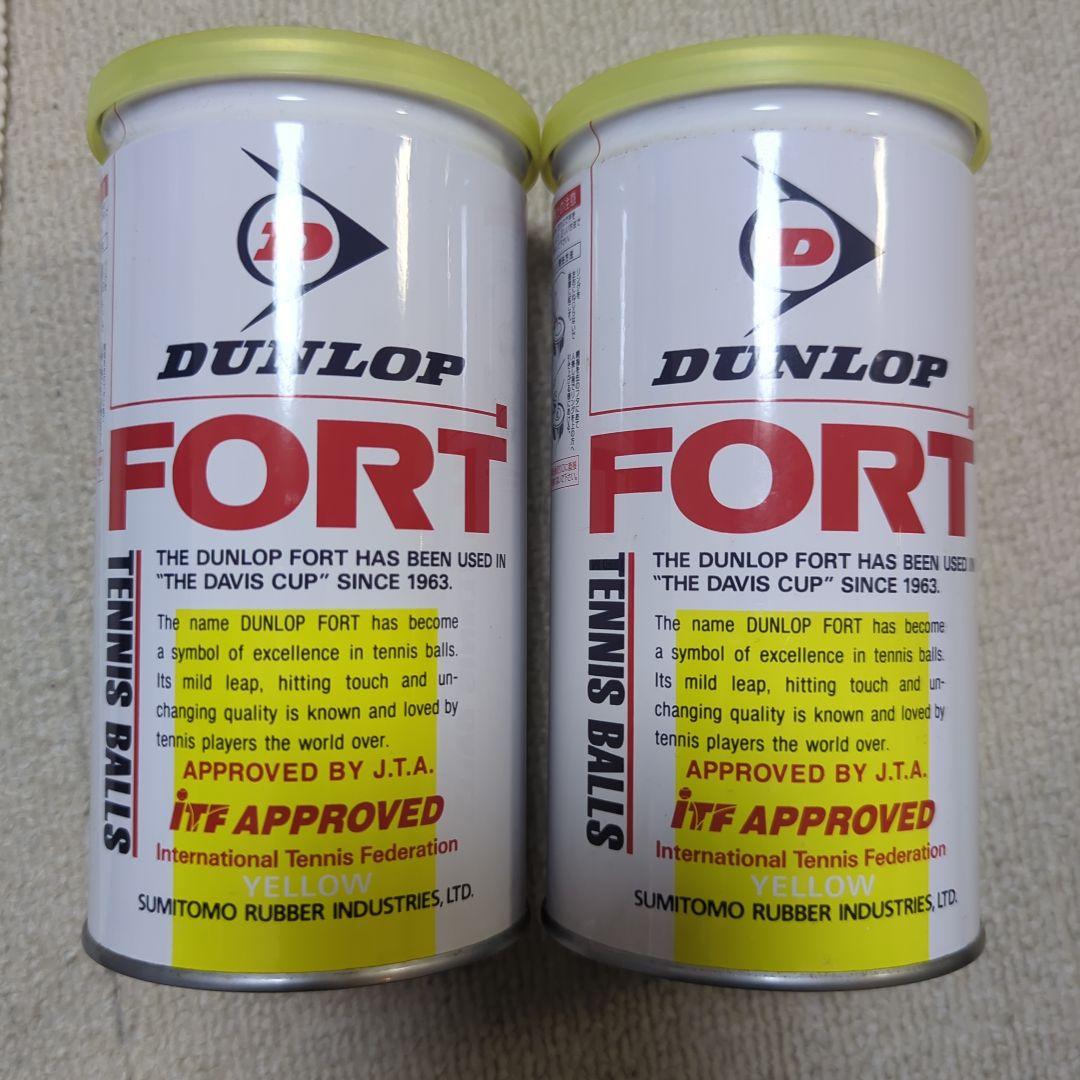 D
DUNLOP
FORT
TENNIS BALLS
THE DUNLOP FORT HAS BEEN USED IN
"THE DAVIS CUP" SINCE 1963.
The name DUNLOP FORT has become
a symbol of excellence in tennis balls.
Its mild leap, hitting touch and un-
changing quality is known and loved by
tennis players the world over.
APPROVED BY J.T.A.
iTF APPROVED
International Tennis Federation
YELLOW
SUMITOMO RUBBER INDUSTRIES, LTD.
D
DUNLOP
FORT
TENNIS BALLS
THE DUNLOP FORT HAS BEEN USED IN
"THE DAVIS CUP" SINCE 1963.
The name DUNLOP FORT has become
a symbol of excellence in tennis balls.
Its mild leap, hitting touch and un-
changing quality is known and loved by
tennis players the world over.
APPROVED BY J.T.A.
iTF APPROVED
International Tennis Federation
YELLOW
SUMITOMO RUBBER INDUSTRIES, LTD.